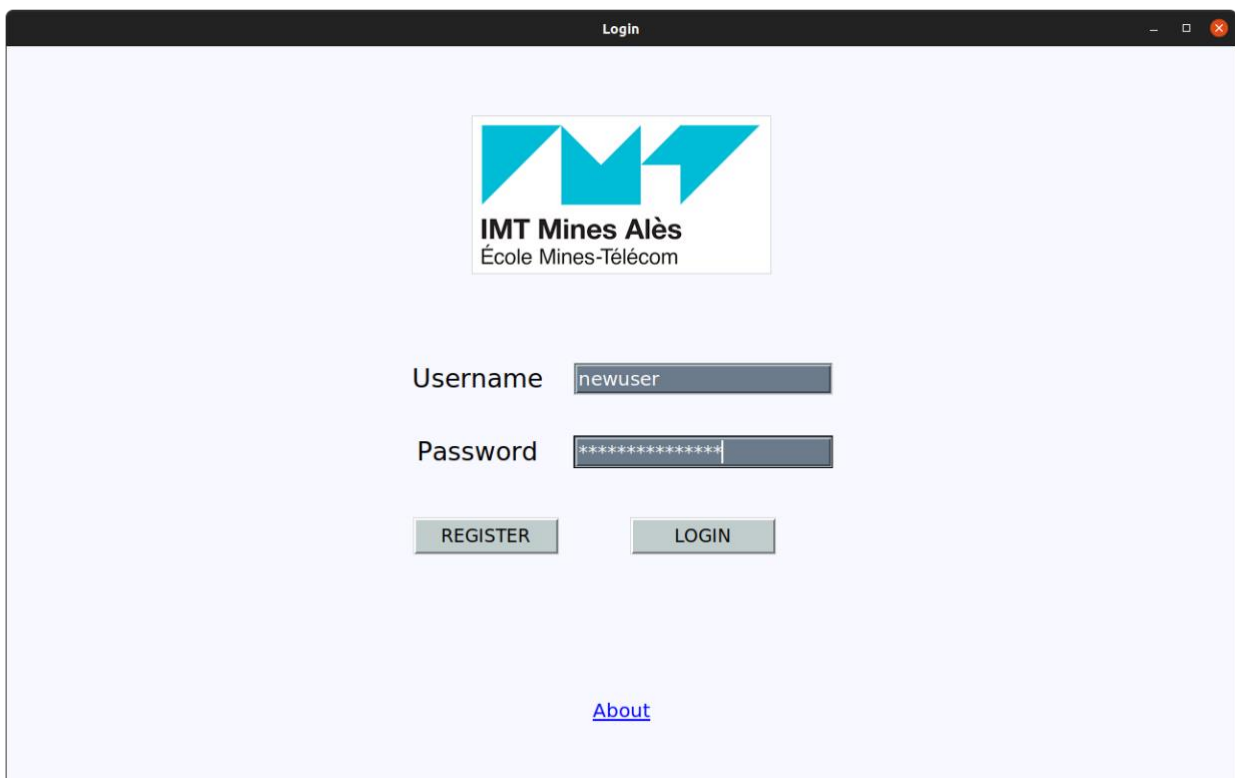 Login
IMT Mines Alès
École Mines-Télécom
Username newuser
Password ***************
REGISTER LOGIN
About